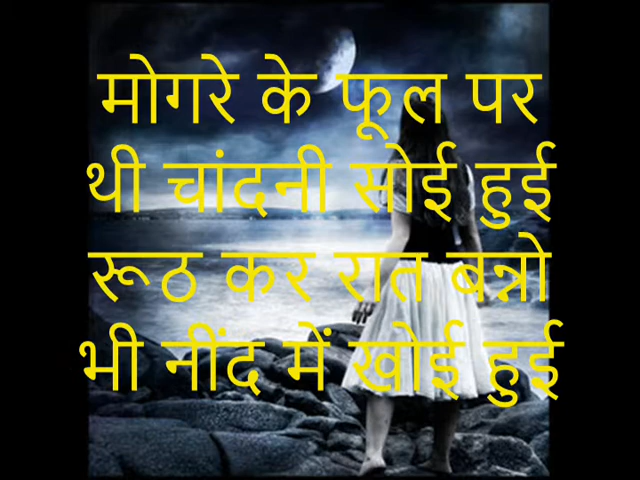 मोगरे के फूल पर
थी चांदनी सोई हुई
रूठ कर रात बन्नो
भी नींद में खोई हुई